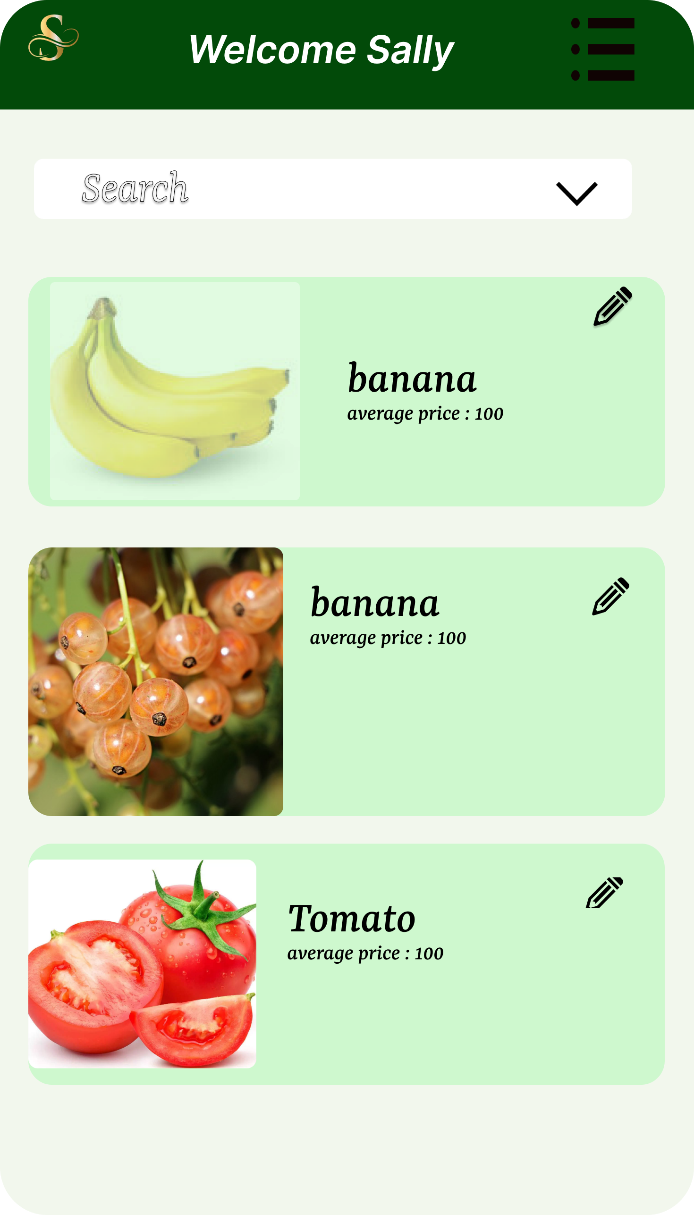 S
Welcome Sally
Search
banana
average price : 100
banana
average price : 100
Tomato
average price : 100